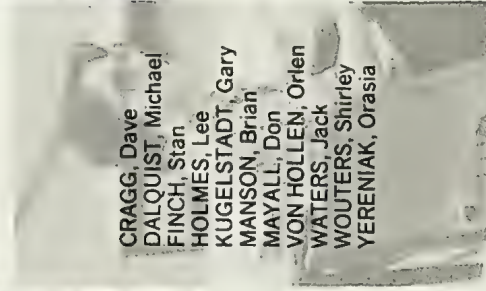 CRAGG, Dave
DALQUIST, Michael
FINCH, Stan
HOLMES, Lee
KUGELSTADT, Gary
MANSON, Brian
MAYALL, Don
VON HOLLEN, Orlen
WATERS, Jack
WOUTERS, Shirley
YERENIAK, Orasia